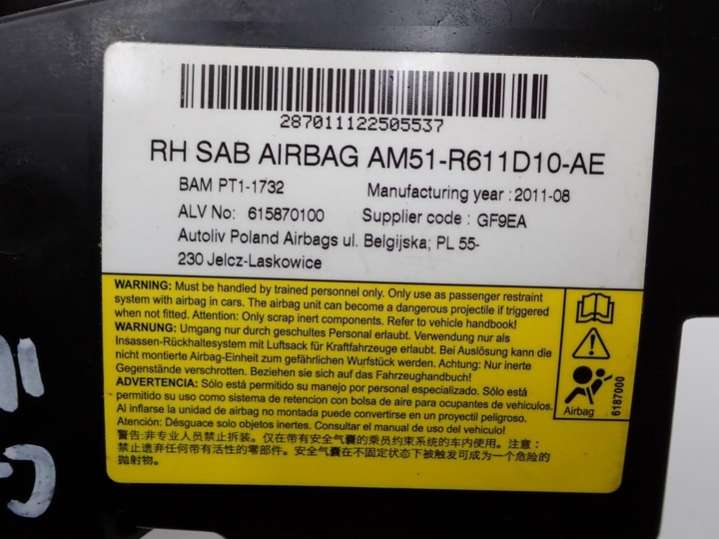 287011122505537
RH SAB AIRBAG AM51-R611D10-AE
BAM PT1-1732 Manufacturing year : 2011-08
ALV No: 615870100 Supplier code : GF9EA
Autoliv Poland Airbags ul. Belgijska; PL 55-
230 Jelcz-Laskowice
WARNING: Must be handled by trained personnel only. Only use as passenger restraint
system with airbag in cars. The airbag unit can become a dangerous projectile if triggered
when not fitted. Attention: Only scrap inert components. Refer to vehicle handbook!
WARNUNG: Umgang nur durch geschultes Personal erlaubt. Verwendung nur als
Insassen-Rückhaltesystem mit Luftsack für Kraftfahrzeuge erlaubt. Bei Auslösung kann die
nicht montierte Airbag-Einheit zum gefährlichen Wurfstück werden. Achtung: Nur inerte
Gegenstände verschrotten. Beziehen sie sich auf das Fahrzeughandbuch!
ADVERTENCIA: Sólo está permitido su manejo por personal especializado. Sólo está
permitido su uso como sistema de retencion con bolsa de aire para ocupantes de vehículos.
Al inflarse la unidad de airbag no montada puede convertirse en un proyectil peligroso.
Atención: Désguace solo objetos inertes. Consultar el manual de uso del vehículo!
警告:非专业人员禁止拆装。仅在带有安全气囊的乘员约束系统的车内使用。注意:
禁止遗弃任何带有活性的零部件。安全气囊在不固定状态下被触发可成为一个危险的
抛射物。
Airbag
6187000